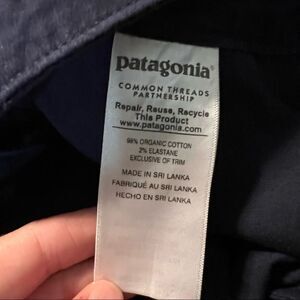 patagonia®
COMMON THREADS
PARTNERSHIP
Repair, Reuse, Recycle
This Product
www.patagonia.com
98% ORGANIC COTTON
2% ELASTANE
EXCLUSIVE OF TRIM
MADE IN SRI LANKA
FABRIQUÉ AU SRI LANKA
HECHO EN SRI LANKA